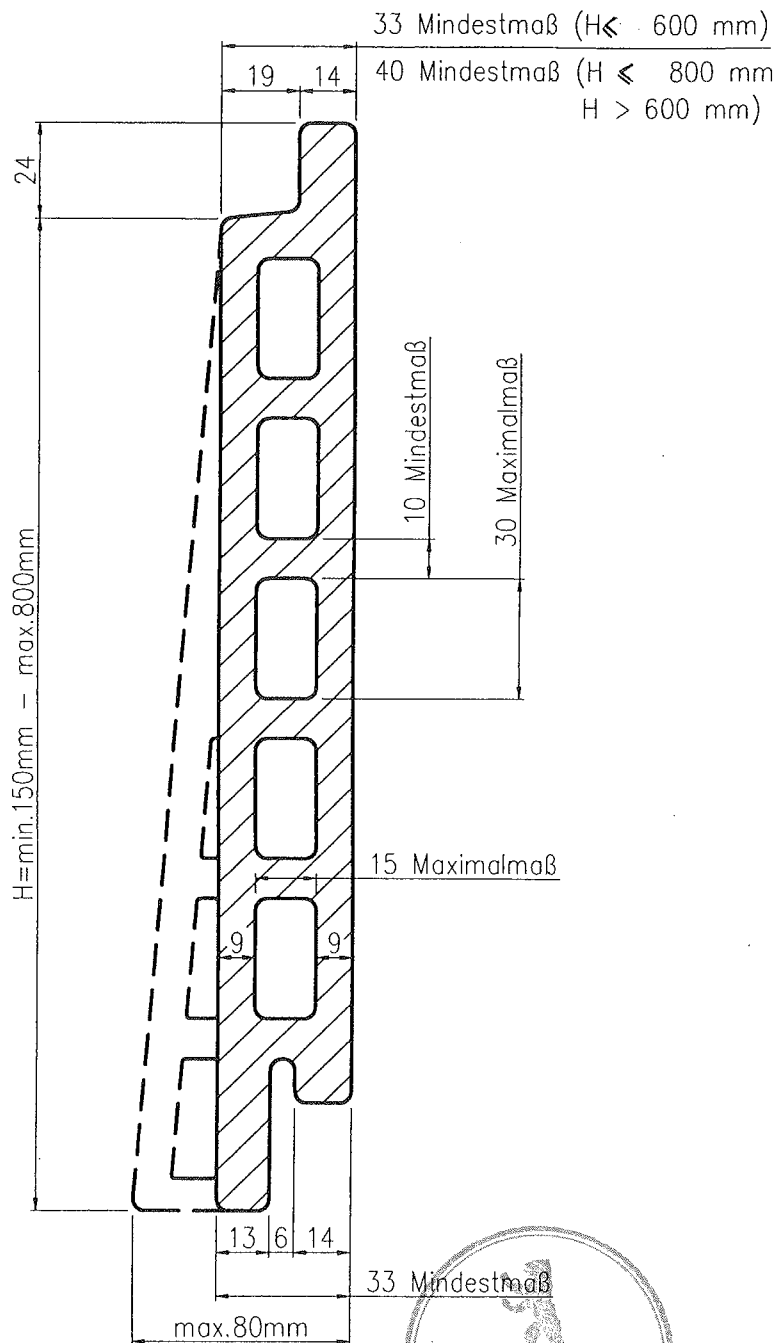 33 Mindestmaß (H≤ 600 mm)
19
14
40 Mindestmaß (H ≤ 800 mm
H > 600 mm)
24
H=min.150mm - max.800mm
10 Mindestmaß
30 Maximalmaß
15 Maximalmaß
9
9
13
6
14
33 Mindestmaß
max.80mm